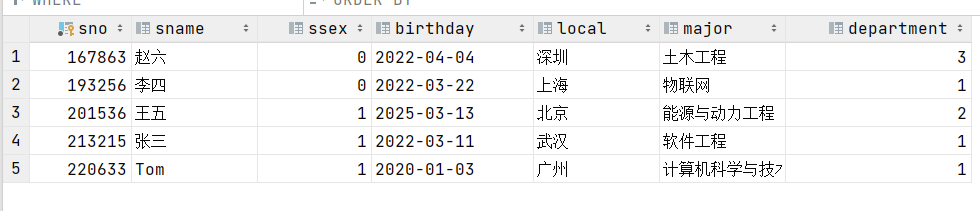 WHERE ORDER BY
sno sname ssex birthday local major department
1 167863 赵六 0 2022-04-04 深圳 土木工程 3
2 193256 李四 0 2022-03-22 上海 物联网 1
3 201536 王五 1 2025-03-13 北京 能源与动力工程 2
4 213215 张三 1 2022-03-11 武汉 软件工程 1
5 220633 Tom 1 2020-01-03 广州 计算机科学与技 1